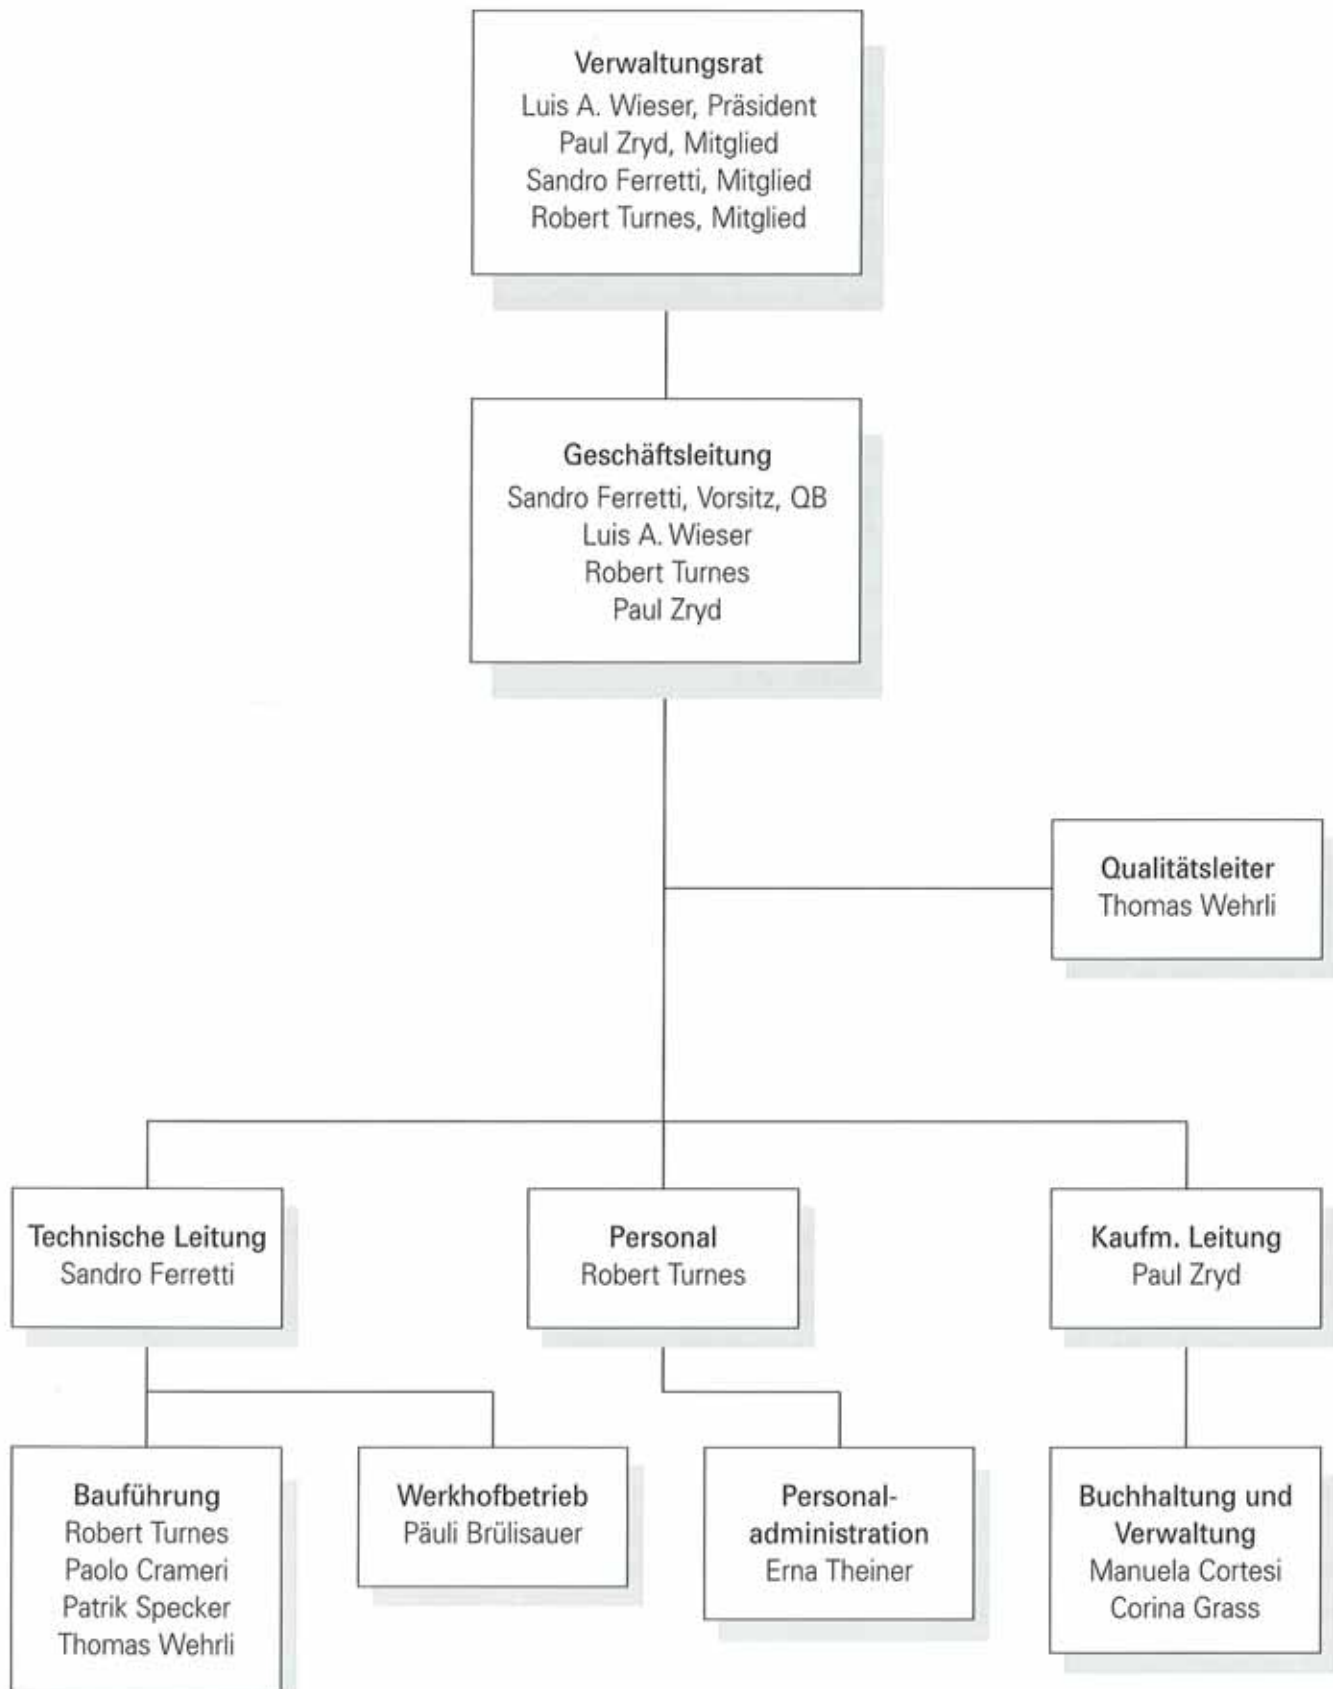 Verwaltungsrat
Luis A. Wieser, Präsident
Paul Zryd, Mitglied
Sandro Ferretti, Mitglied
Robert Turnes, Mitglied
Geschäftsleitung
Sandro Ferretti, Vorsitz, QB
Luis A. Wieser
Robert Turnes
Paul Zryd
Qualitätsleiter
Thomas Wehrli
Technische Leitung
Sandro Ferretti
Personal
Robert Turnes
Kaufm. Leitung
Paul Zryd
Bauführung
Robert Turnes
Paolo Crameri
Patrik Specker
Thomas Wehrli
Werkhofbetrieb
Päuli Brülisauer
Personal-
administration
Erna Theiner
Buchhaltung und
Verwaltung
Manuela Cortesi
Corina Grass